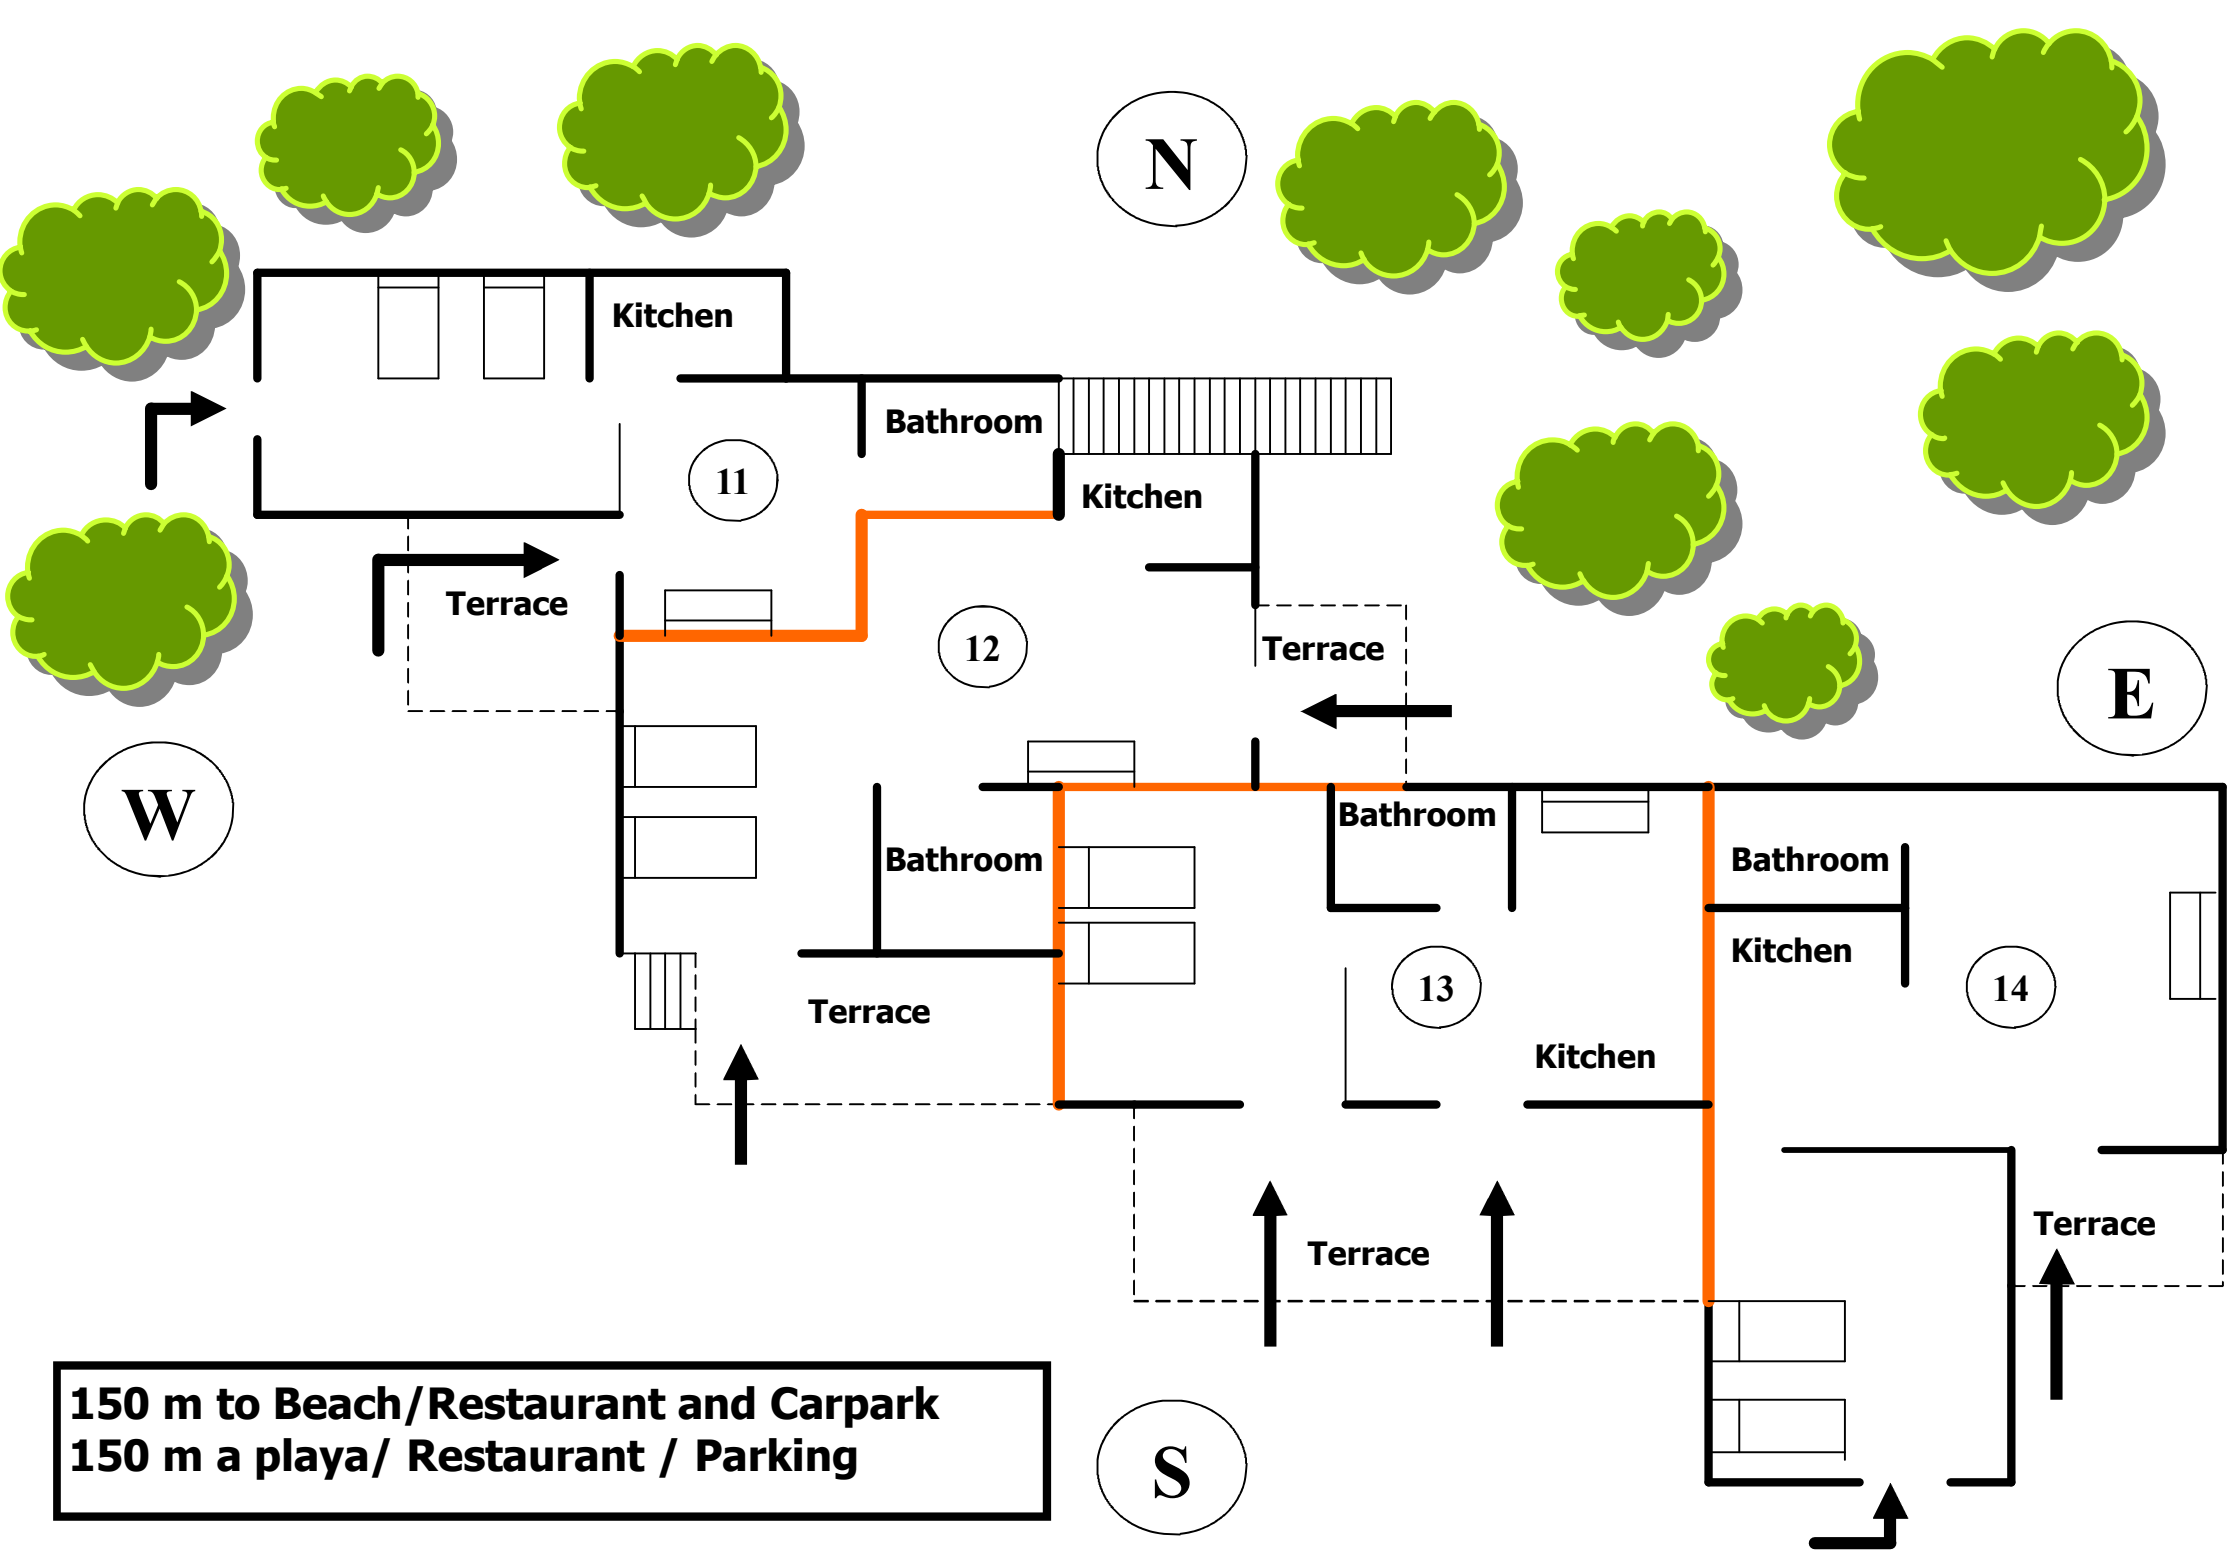 N
Kitchen
Bathroom
11
Kitchen
Terrace
12
Terrace
E
W
Bathroom
Bathroom
Bathroom
Kitchen
13
14
Terrace
Kitchen
Terrace
Terrace
150 m to Beach/Restaurant and Carpark
150 m a playa/ Restaurant / Parking
S